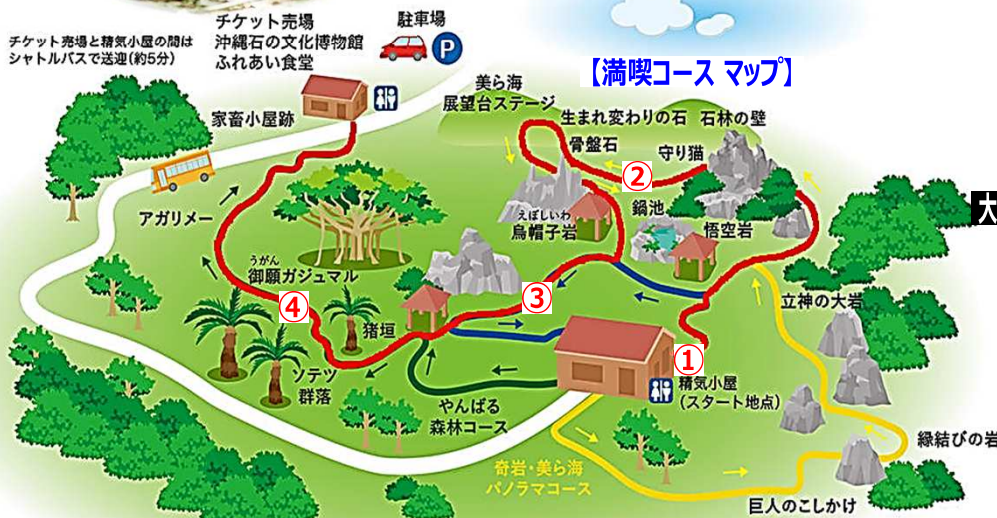 チケット売場と精気小屋の間は
シャトルバスで送迎(約5分)
チケット売場
沖縄石の文化博物館
ふれあい食堂
駐車場
P
【満喫コース マップ】
家畜小屋跡
美ら海
展望台ステージ
生まれ変わりの石
石林の壁
骨盤石
守り猫
②
アガリメー
えぼしいわ
烏帽子岩
鍋池
悟空岩
大
うがん
御願ガジュマル
④
③
立神の大岩
猪垣
①
ソテツ
群落
精気小屋
(スタート地点)
やんばる
森林コース
縁結びの岩
奇岩・美ら海
パノラマコース
巨人のこしかけ